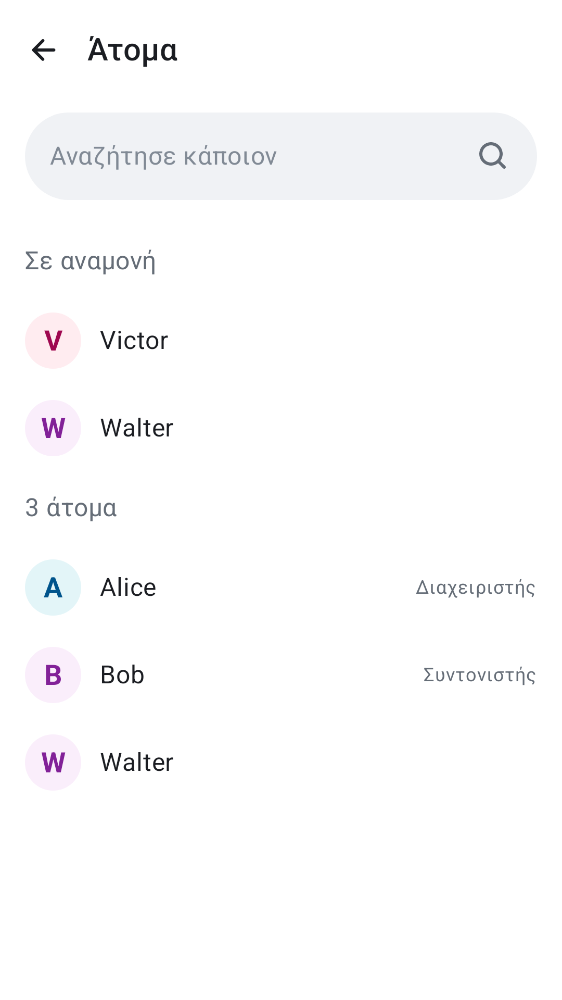 Άτομα
Αναζήτησε κάποιον
Σε αναμονή
V Victor
W Walter
3 άτομα
A Alice Διαχειριστής
B Bob Συντονιστής
W Walter